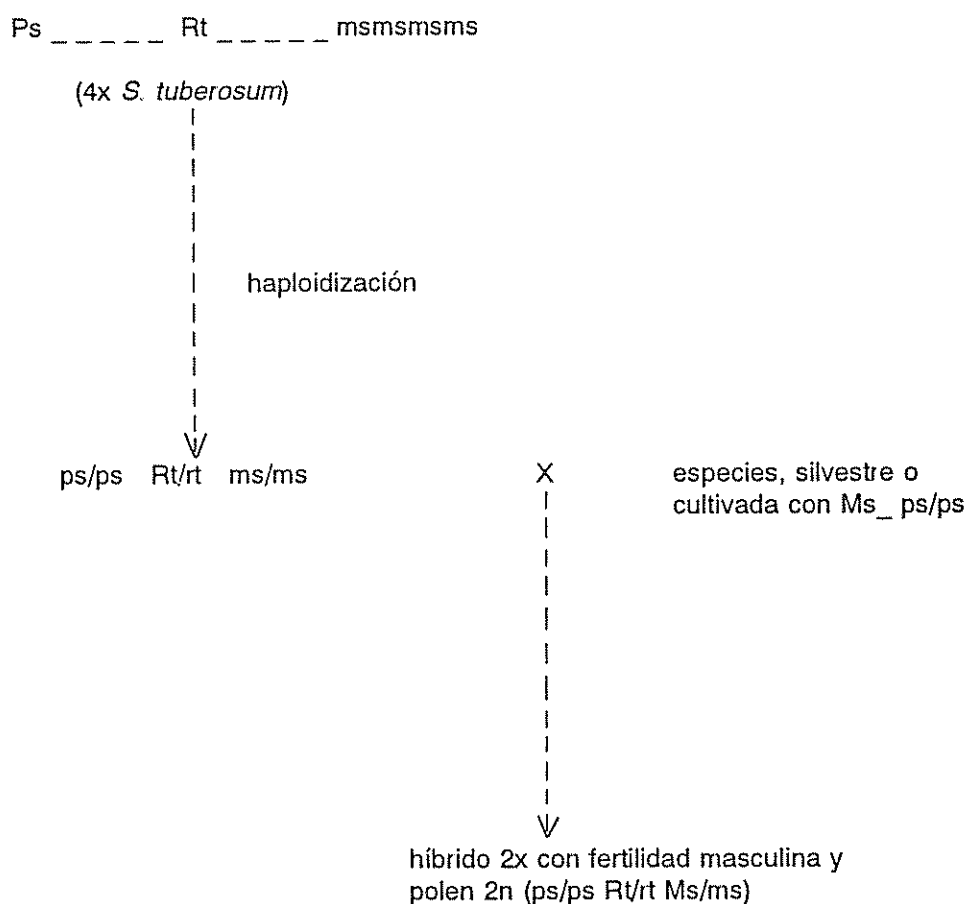 Ps _ _ _ _ _ Rt _ _ _ _ _ msmsmsms
(4x S. tuberosum)
haploidización
ps/ps Rt/rt ms/ms X especies, silvestre o
cultivada con Ms_ ps/ps
híbrido 2x con fertilidad masculina y
polen 2n (ps/ps Rt/rt Ms/ms)